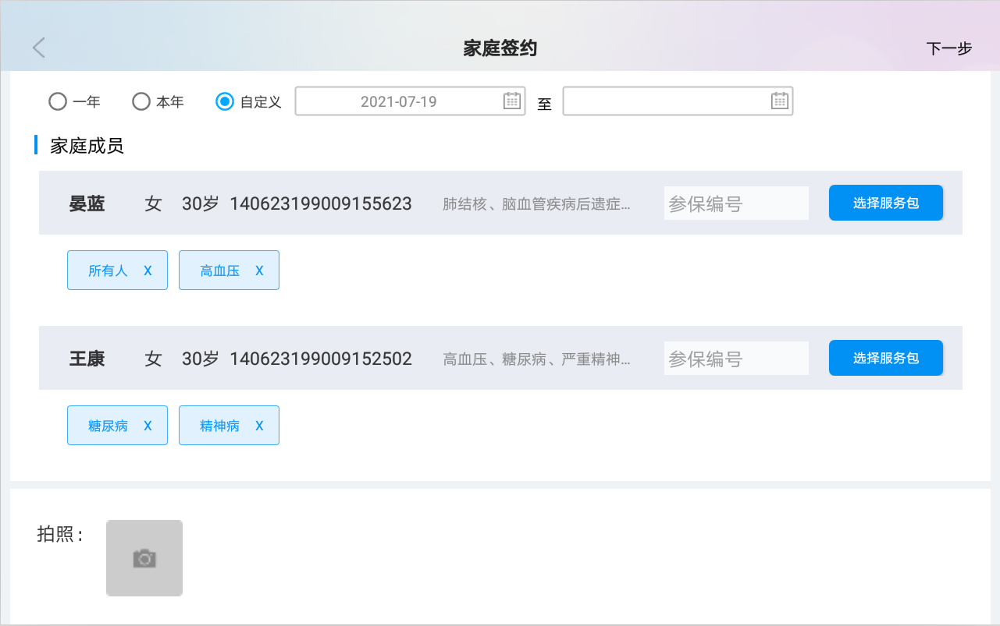 家庭签约
下一步
一年 本年 自定义 2021-07-19 至
家庭成员
晏蓝 女 30岁 140623199009155623 肺结核、脑血管疾病后遗症... 参保编号 选择服务包
所有人 X 高血压 X
王康 女 30岁 140623199009152502 高血压、糖尿病、严重精神... 参保编号 选择服务包
糖尿病 X 精神病 X
拍照：